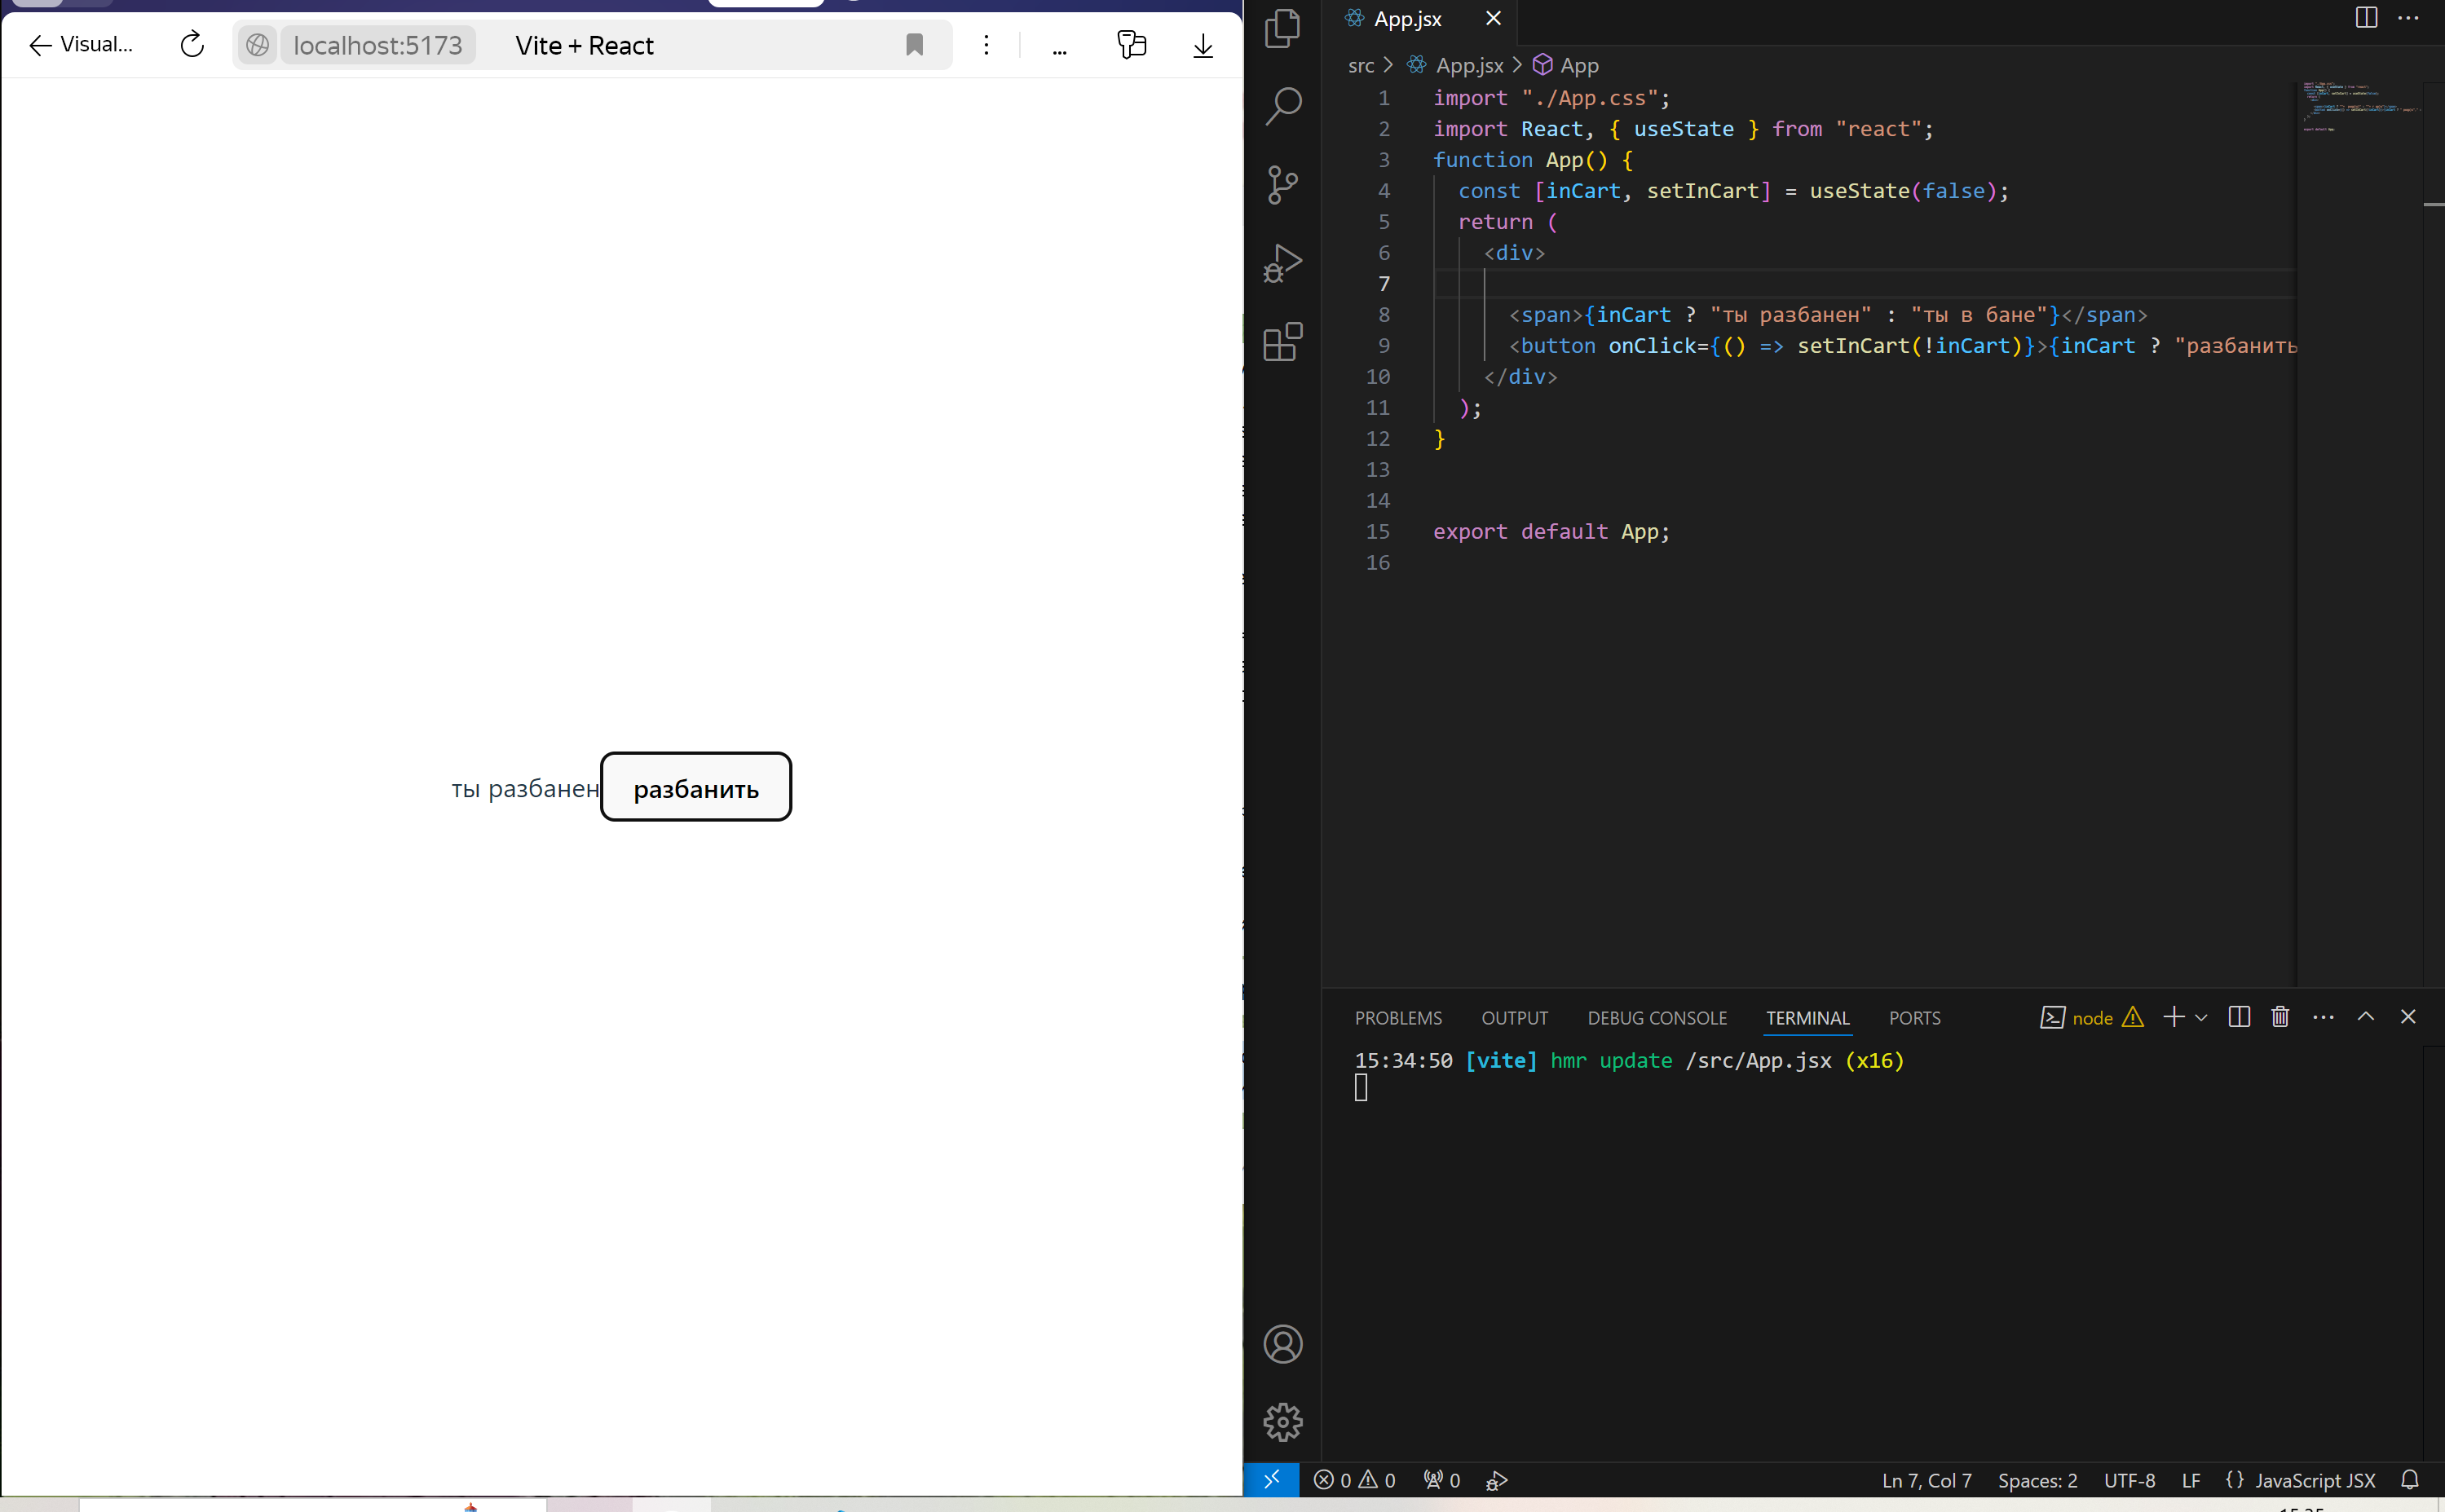 Visual...
localhost:5173
Vite + React
...
ты разбанен
разбанить
App.jsx
src > App.jsx > App
1 import "./App.css";
2 import React, { useState } from "react";
3 function App() {
4 const [inCart, setInCart] = useState(false);
5 return (
6 <div>
7
8 <span>{inCart ? "ты разбанен" : "ты в бане"}</span>
9 <button onClick={() => setInCart(!inCart)}>{inCart ? "разбанить
10 </div>
11 );
12 }
13
14
15 export default App;
16
PROBLEMS OUTPUT DEBUG CONSOLE TERMINAL PORTS node
15:34:50 [vite] hmr update /src/App.jsx (x16)
0 0 0 Ln 7, Col 7 Spaces: 2 UTF-8 LF {} JavaScript JSX